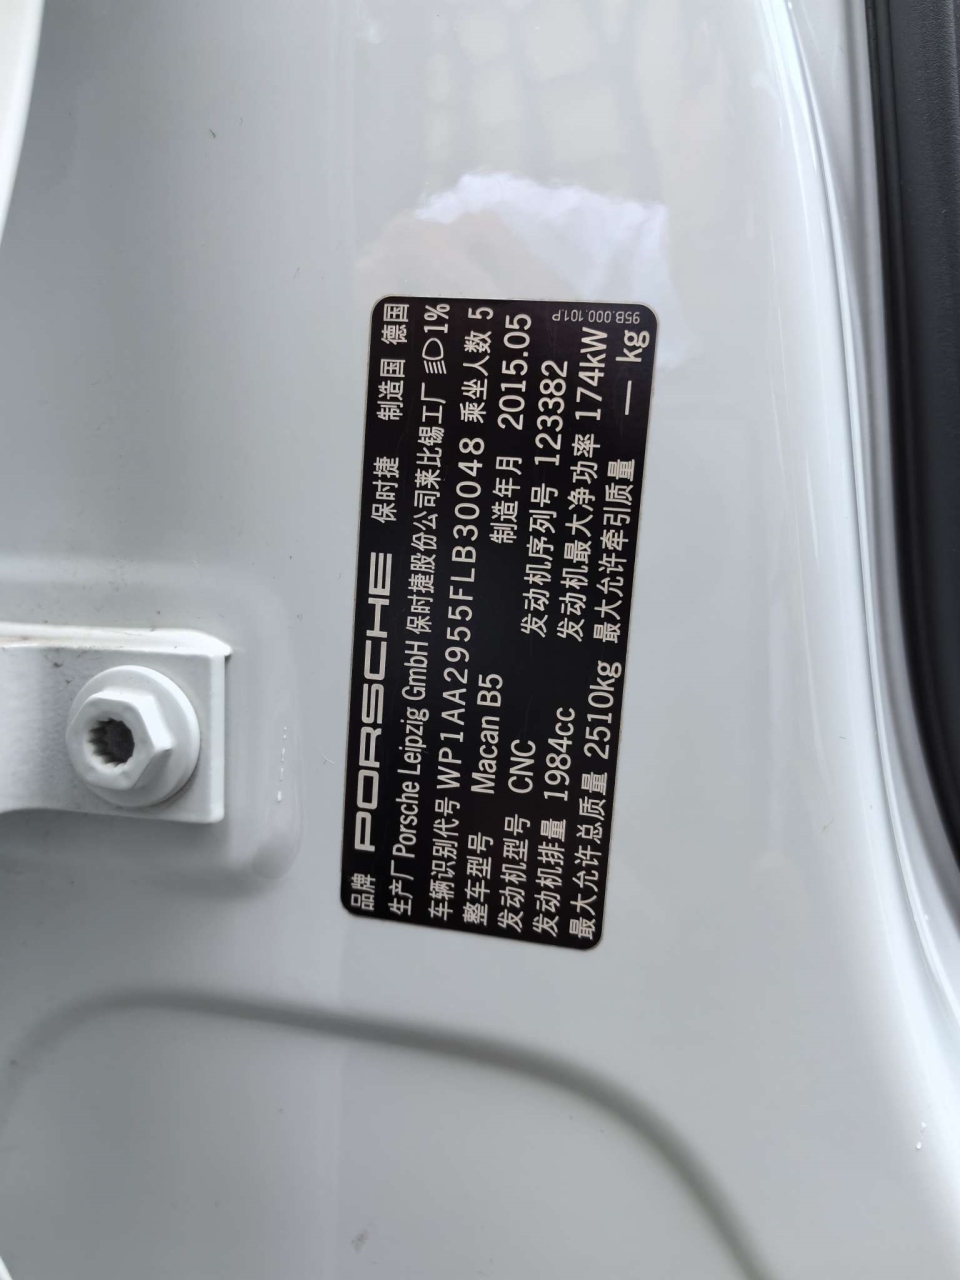 品牌 PORSCHE 保时捷 制造国 德国
生产厂 Porsche Leipzig GmbH 保时捷股份公司莱比锡工厂 1%
车辆识别代号 WP1AA2955FLB30048 乘坐人数 5
整车型号 Macan B5 制造年月 2015.05
发动机型号 CNC 发动机序列号 123382
发动机排量 1984cc 发动机最大净功率 174kW
最大允许总质量 2510kg 最大允许牵引质量 — kg
95B.000.101.P